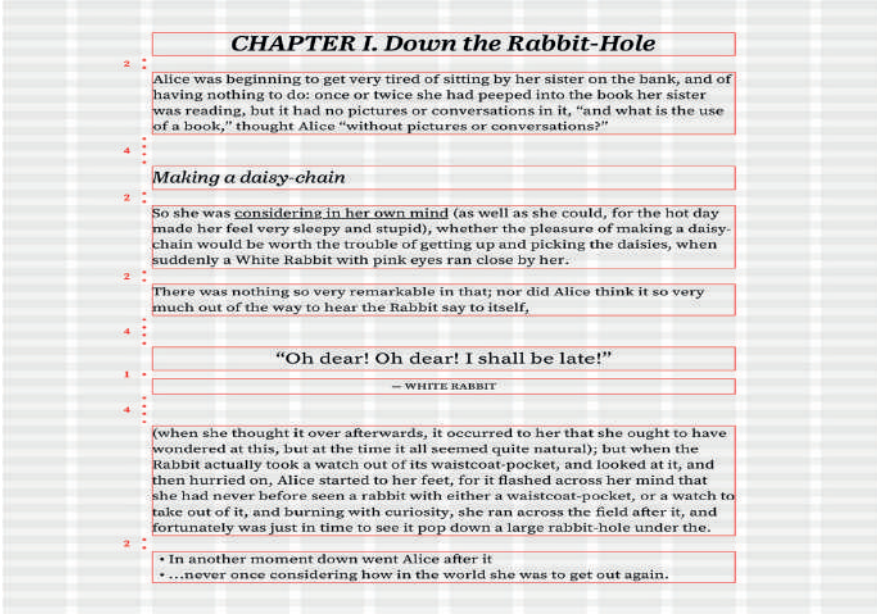 CHAPTER I. Down the Rabbit-Hole
2
Alice was beginning to get very tired of sitting by her sister on the bank, and of
having nothing to do: once or twice she had peeped into the book her sister
was reading, but it had no pictures or conversations in it, “and what is the use
of a book,” thought Alice “without pictures or conversations?”
4
Making a daisy-chain
2
So she was considering in her own mind (as well as she could, for the hot day
made her feel very sleepy and stupid), whether the pleasure of making a daisy-
chain would be worth the trouble of getting up and picking the daisies, when
suddenly a White Rabbit with pink eyes ran close by her.
2
There was nothing so very remarkable in that; nor did Alice think it so very
much out of the way to hear the Rabbit say to itself,
4
“Oh dear! Oh dear! I shall be late!”
1
— WHITE RABBIT
4
(when she thought it over afterwards, it occurred to her that she ought to have
wondered at this, but at the time it all seemed quite natural); but when the
Rabbit actually took a watch out of its waistcoat-pocket, and looked at it, and
then hurried on, Alice started to her feet, for it flashed across her mind that
she had never before seen a rabbit with either a waistcoat-pocket, or a watch to
take out of it, and burning with curiosity, she ran across the field after it, and
fortunately was just in time to see it pop down a large rabbit-hole under the.
2
• In another moment down went Alice after it
• …never once considering how in the world she was to get out again.